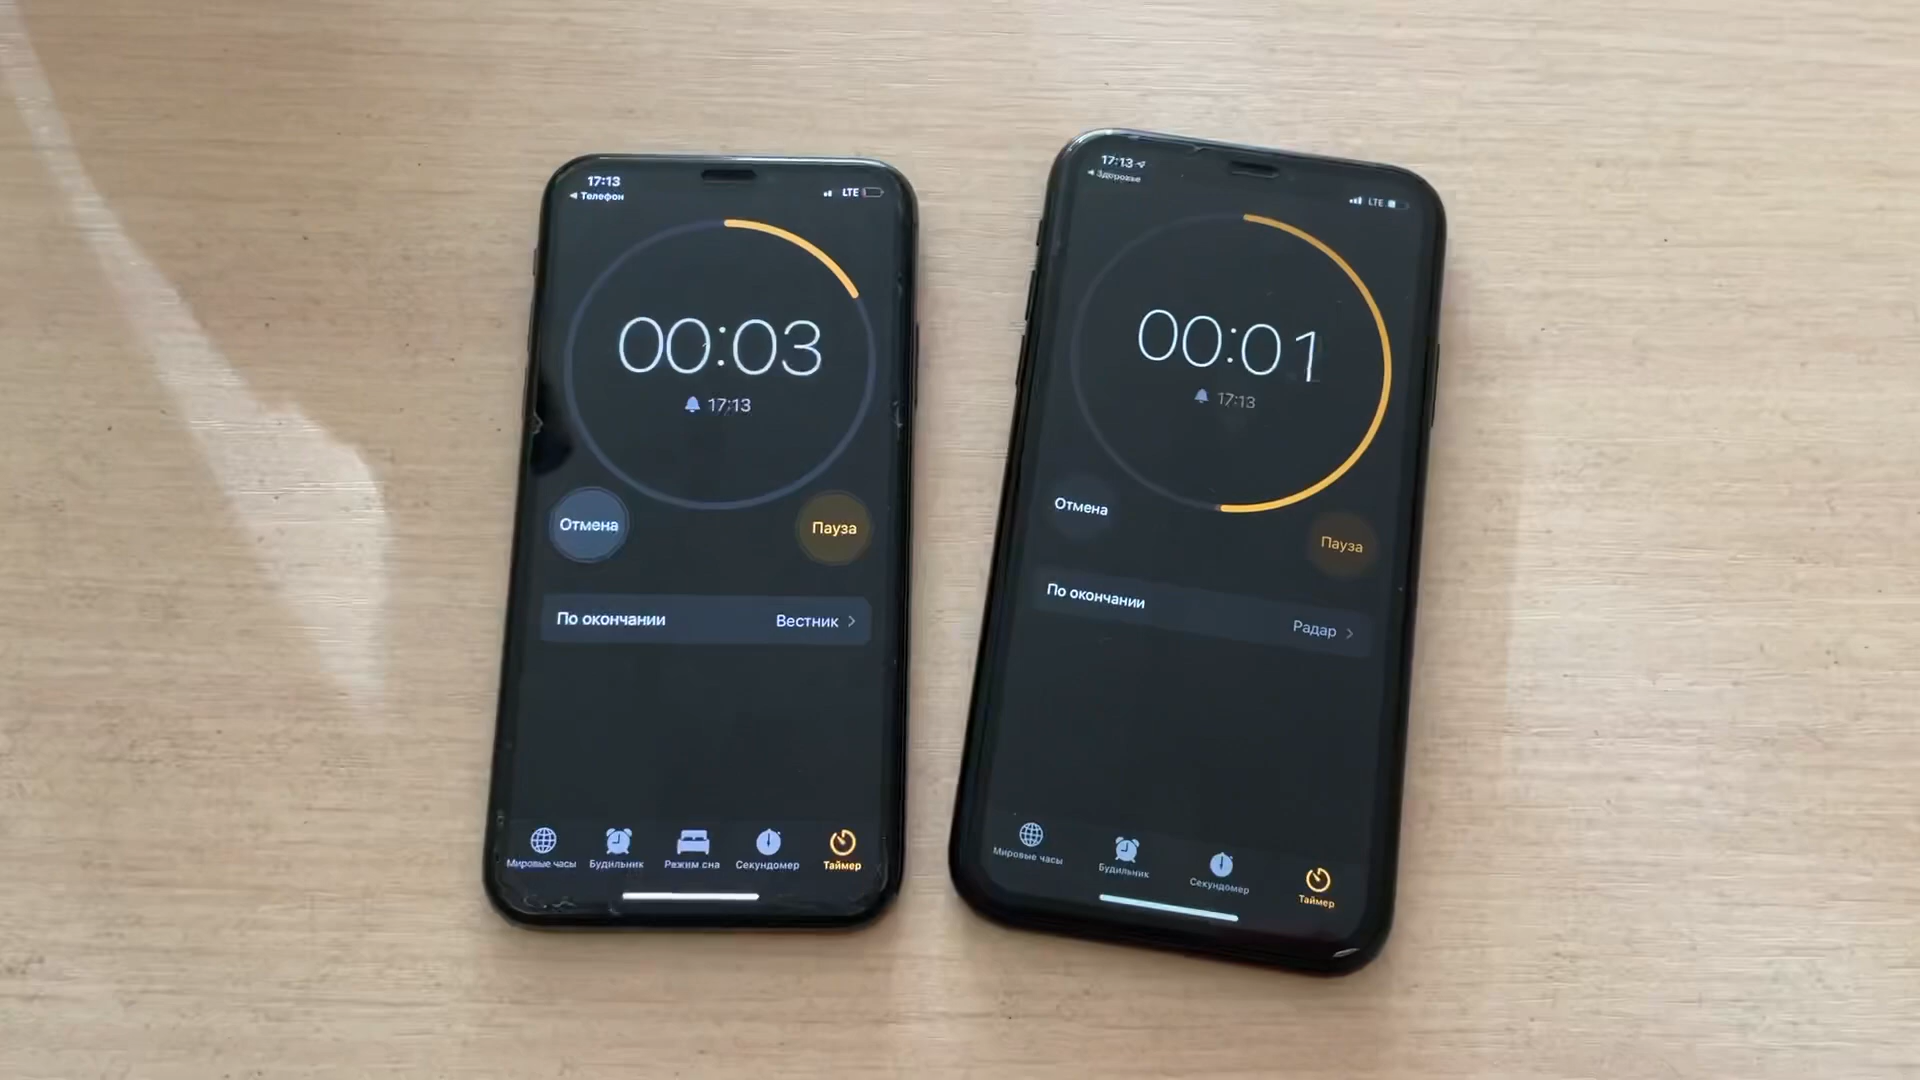 17:13
Телефон
LTE
00:03
17:13
Отмена
Пауза
По окончании
Вестник
Мировые часы
Будильник
Режим сна
Секундомер
Таймер
17:13
Здоровье
LTE
00:01
17:13
Отмена
Пауза
По окончании
Радар
Мировые часы
Будильник
Секундомер
Таймер